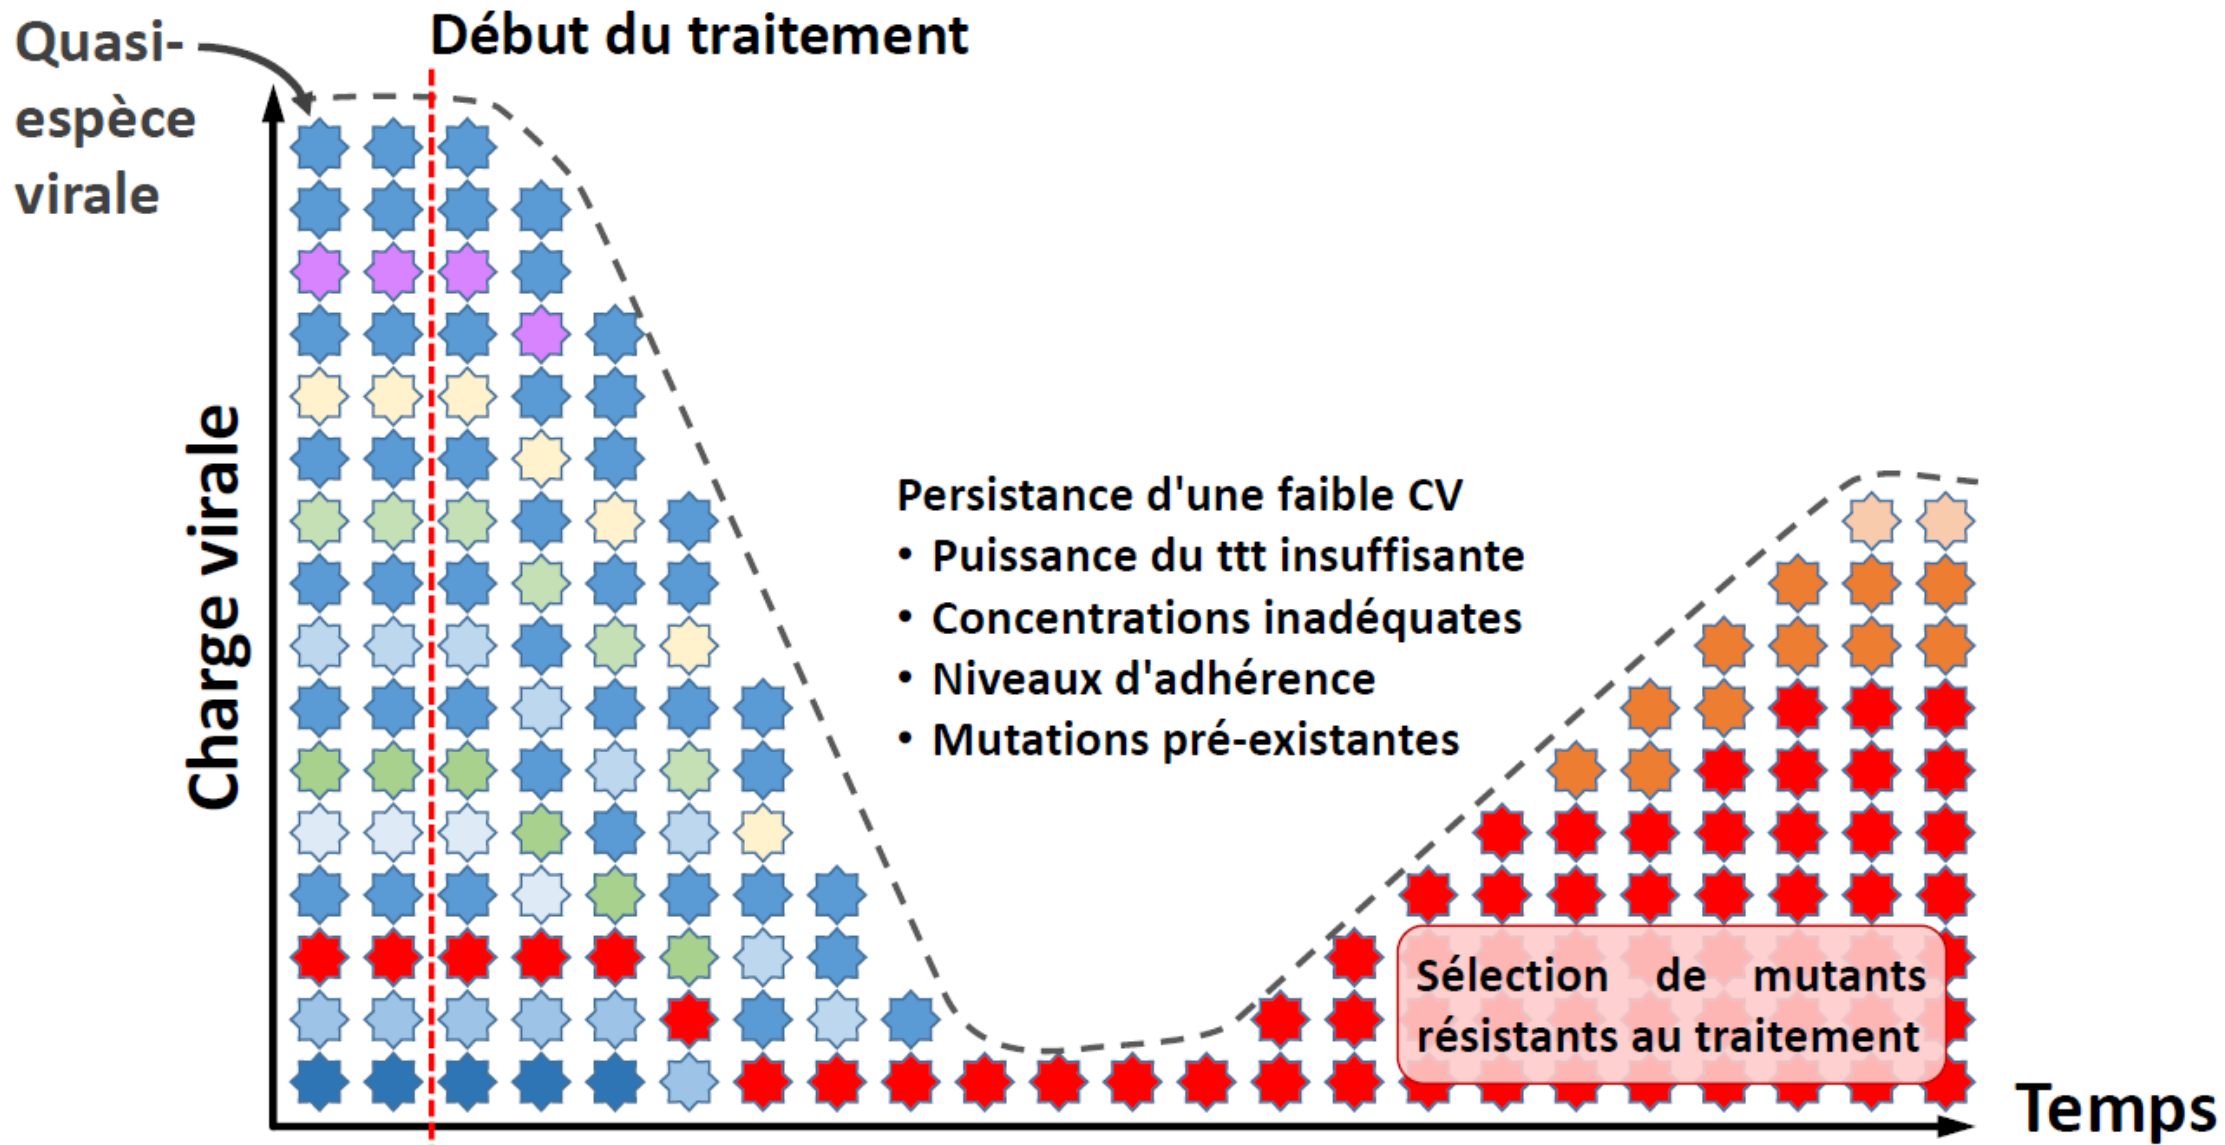 Quasi-
espèce
virale
Début du traitement
Charge virale
Persistance d'une faible CV
• Puissance du ttt insuffisante
• Concentrations inadéquates
• Niveaux d'adhérence
• Mutations pré-existantes
Sélection de mutants
résistants au traitement
Temps